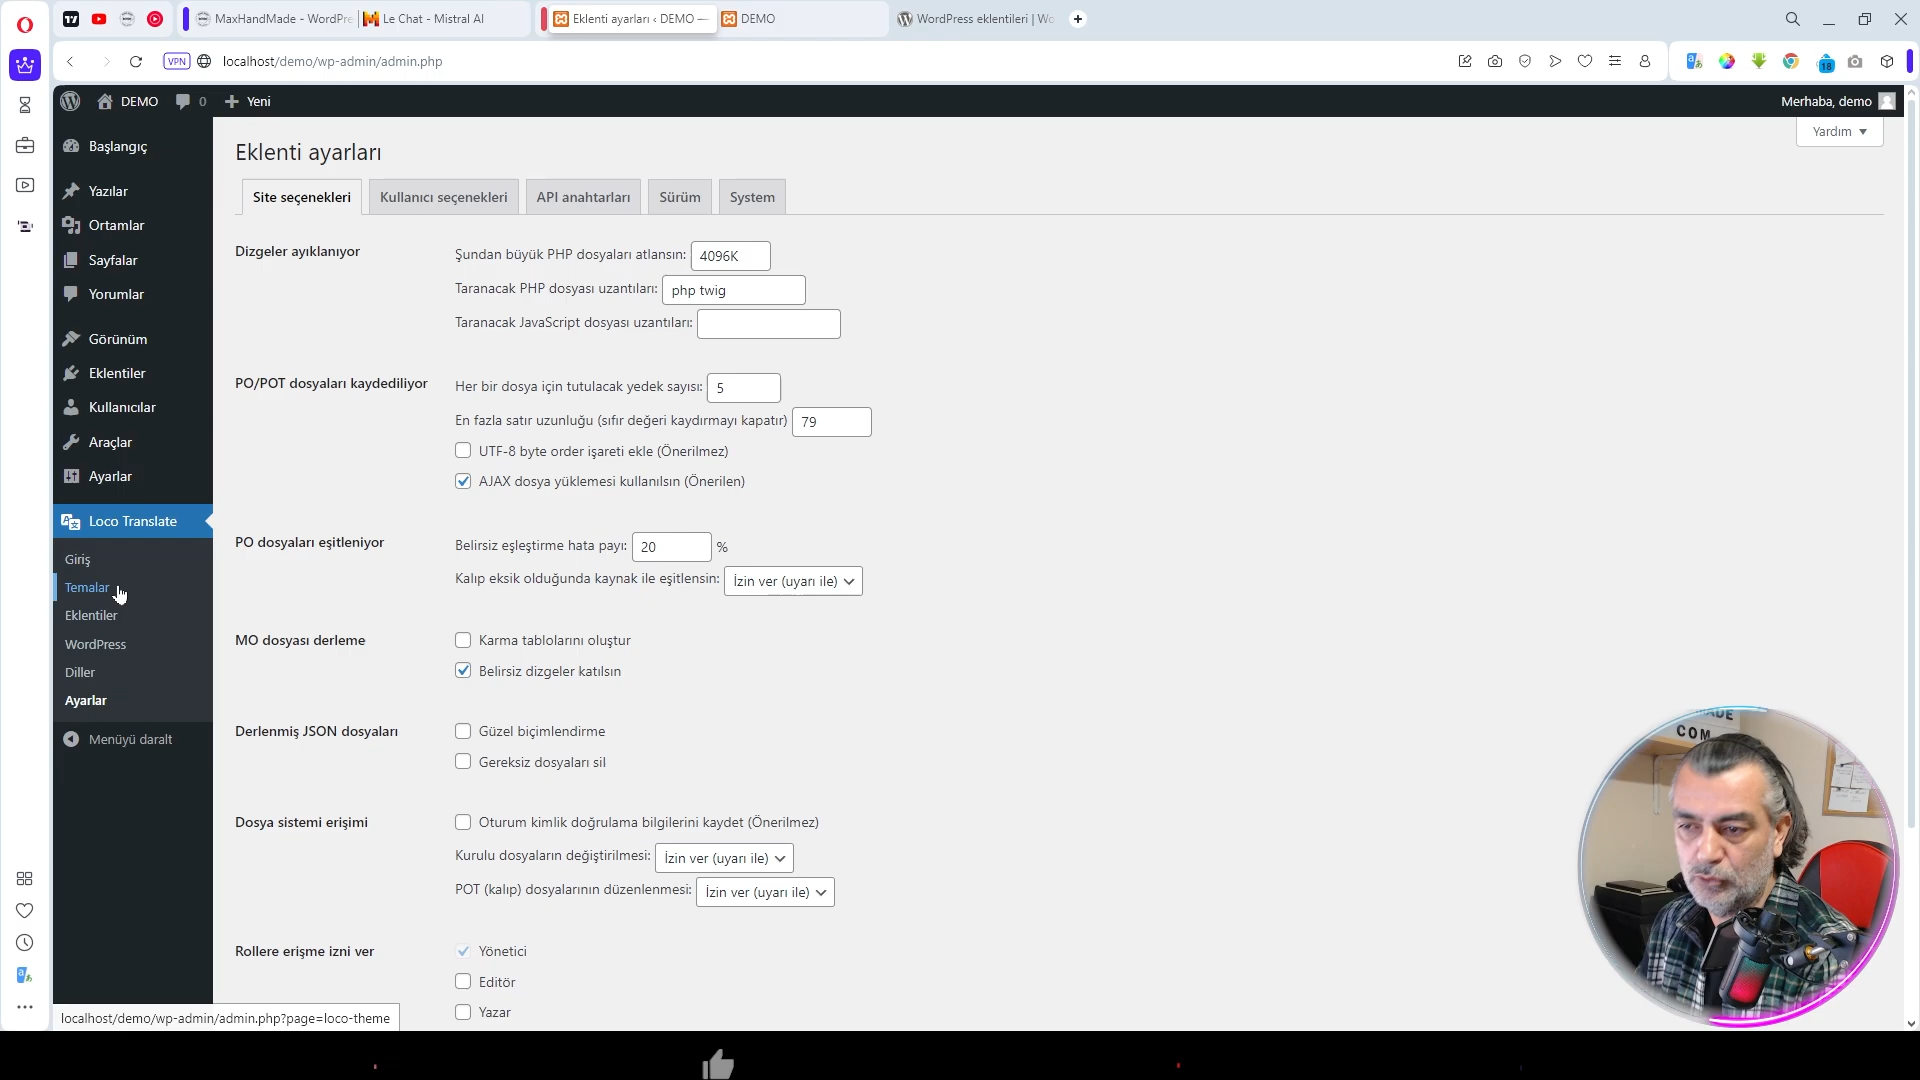 MaxHandMade - WordPre
Le Chat - Mistral AI
Eklenti ayarları ‹ DEMO —
DEMO
WordPress eklentileri | Wo
VPN
localhost/demo/wp-admin/admin.php
18
DEMO
0
Yeni
Merhaba, demo
Yardım
Başlangıç
Yazılar
Ortamlar
Sayfalar
Yorumlar
Görünüm
Eklentiler
Kullanıcılar
Araçlar
Ayarlar
Loco Translate
Giriş
Temalar
Eklentiler
WordPress
Diller
Ayarlar
Menüyü daralt
Eklenti ayarları
Site seçenekleri
Kullanıcı seçenekleri
API anahtarları
Sürüm
System
Dizgeler ayıklanıyor
Şundan büyük PHP dosyaları atlansın: 4096K
Taranacak PHP dosyası uzantıları: php twig
Taranacak JavaScript dosyası uzantıları:
PO/POT dosyaları kaydediliyor
Her bir dosya için tutulacak yedek sayısı: 5
En fazla satır uzunluğu (sıfır değeri kaydırmayı kapatır) 79
UTF-8 byte order işareti ekle (Önerilmez)
AJAX dosya yüklemesi kullanılsın (Önerilen)
PO dosyaları eşitleniyor
Belirsiz eşleştirme hata payı: 20 %
Kalıp eksik olduğunda kaynak ile eşitlensin: İzin ver (uyarı ile)
MO dosyası derleme
Karma tablolarını oluştur
Belirsiz dizgeler katılsın
Derlenmiş JSON dosyaları
Güzel biçimlendirme
Gereksiz dosyaları sil
Dosya sistemi erişimi
Oturum kimlik doğrulama bilgilerini kaydet (Önerilmez)
Kurulu dosyaların değiştirilmesi: İzin ver (uyarı ile)
POT (kalıp) dosyalarının düzenlenmesi: İzin ver (uyarı ile)
Rollere erişme izni ver
Yönetici
Editör
Yazar
localhost/demo/wp-admin/admin.php?page=loco-theme
COM